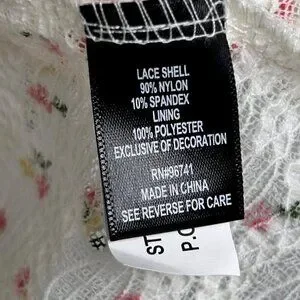 LACE SHELL
90% NYLON
10% SPANDEX
LINING
100% POLYESTER
EXCLUSIVE OF DECORATION
RN#96741
MADE IN CHINA
SEE REVERSE FOR CARE
ST
P.O